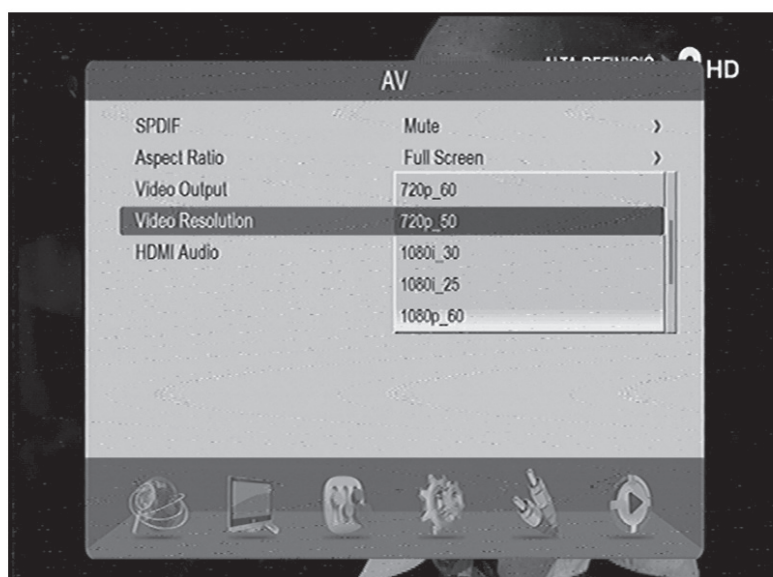 HD
AV
SPDIF Mute
Aspect Ratio Full Screen
Video Output 720p_60
Video Resolution 720p_50
HDMI Audio 1080i_30
1080i_25
1080p_60